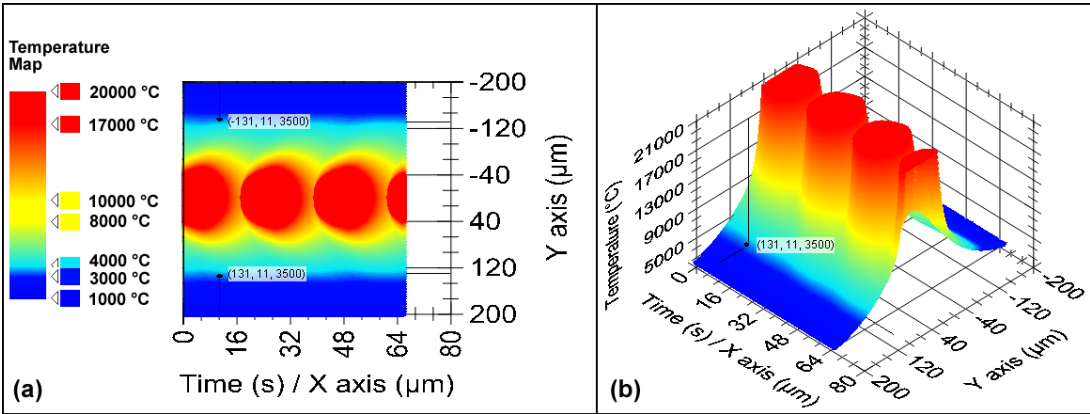 Temperature
Map
20000 °C
17000 °C
10000 °C
8000 °C
4000 °C
3000 °C
1000 °C
(-131, 11, 3500)
(131, 11, 3500)
-200
-120
-40
40
120
200
Y axis (µm)
0
16
32
48
64
80
Time (s) / X axis (µm)
(a)
21000
17000
13000
9000
5000
Temperature (°C)
(131, 11, 3500)
0
16
32
48
64
80
Time (s) / X axis (µm)
-200
-120
-40
40
120
200
Y axis (µm)
(b)